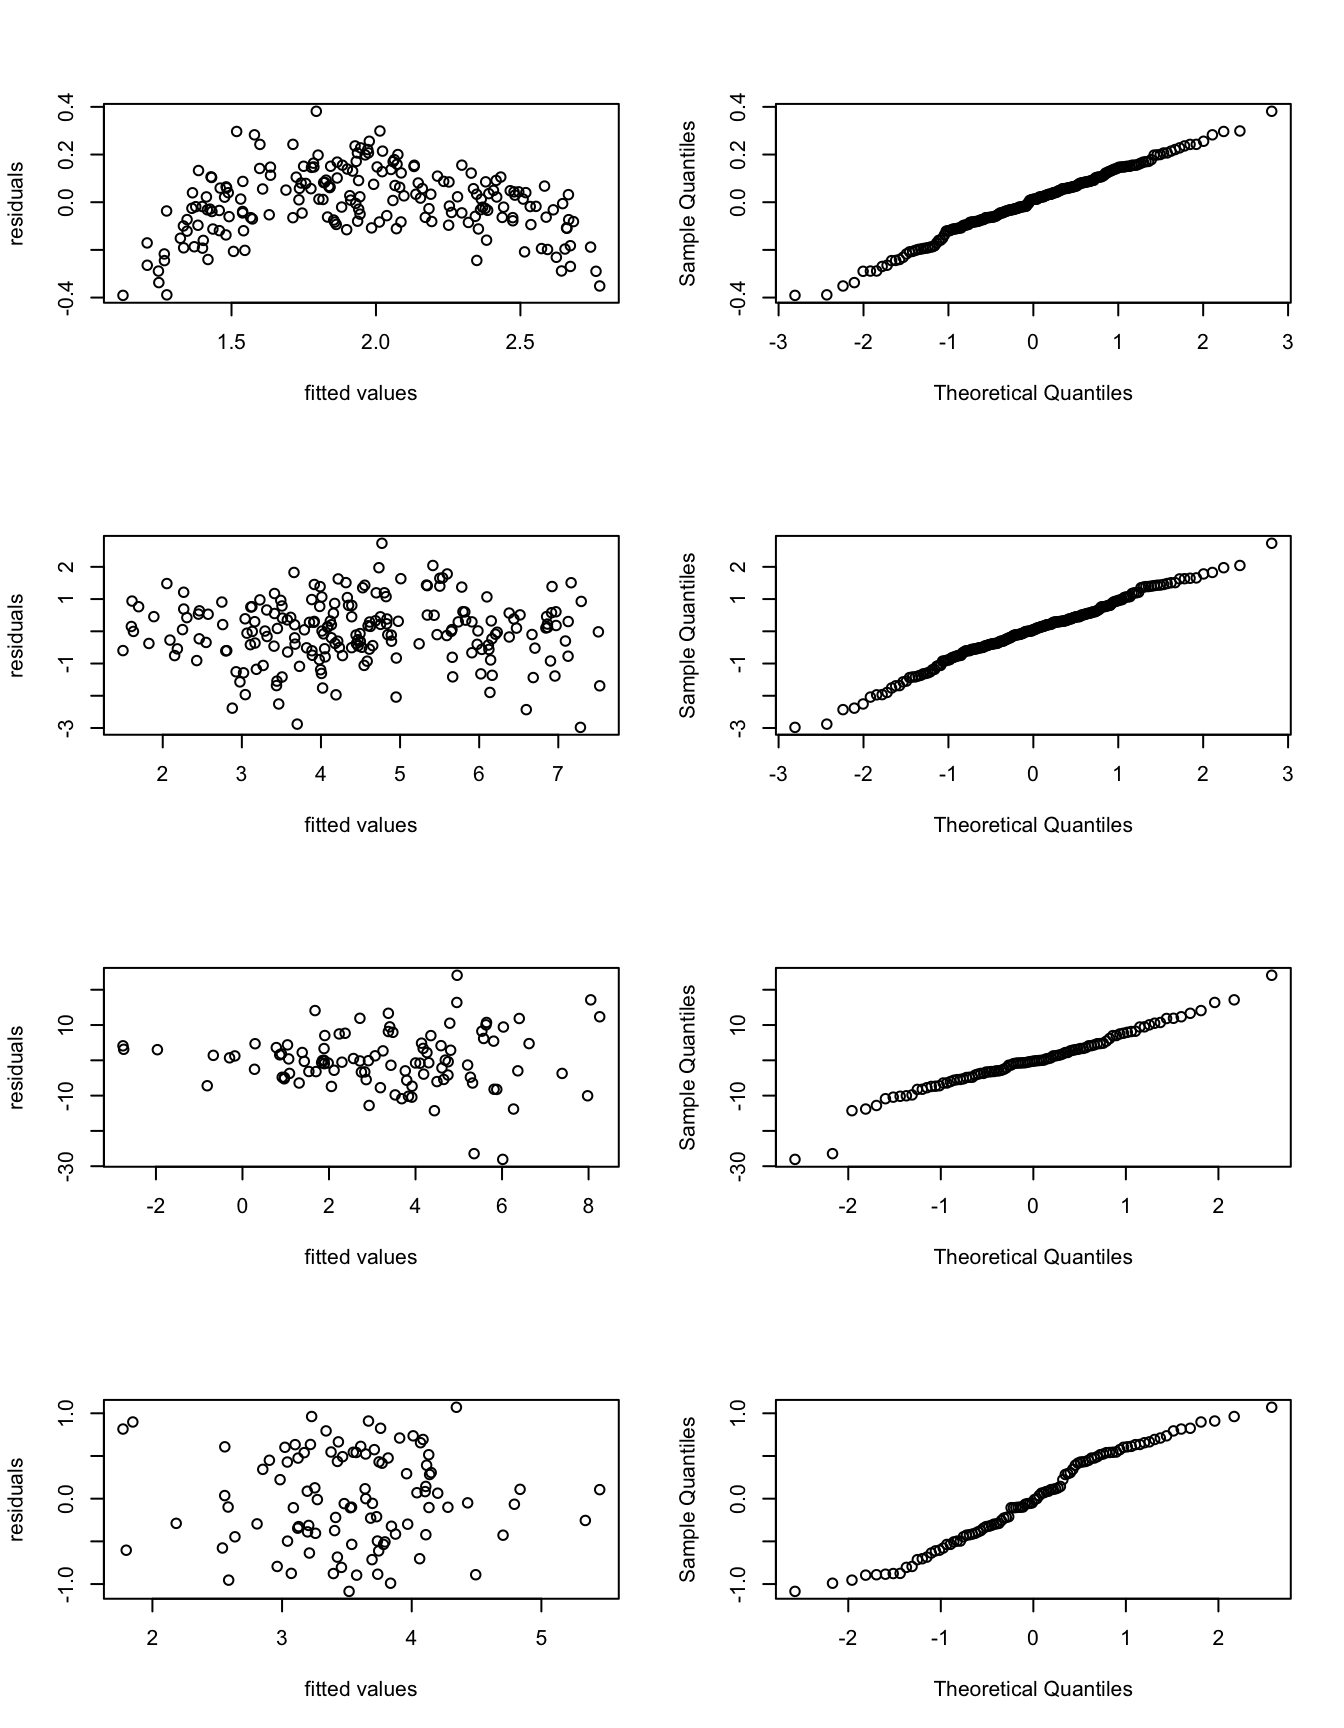 residuals
0.4
0.2
0.0
-0.4
1.5 2.0 2.5
fitted values
Sample Quantiles
0.4
0.2
0.0
-0.4
-3 -2 -1 0 1 2 3
Theoretical Quantiles
residuals
2
1
-1
-3
2 3 4 5 6 7
fitted values
Sample Quantiles
2
1
-1
-3
-3 -2 -1 0 1 2 3
Theoretical Quantiles
residuals
10
-10
-30
-2 0 2 4 6 8
fitted values
Sample Quantiles
10
-10
-30
-2 -1 0 1 2
Theoretical Quantiles
residuals
1.0
0.0
-1.0
2 3 4 5
fitted values
Sample Quantiles
1.0
0.0
-1.0
-2 -1 0 1 2
Theoretical Quantiles